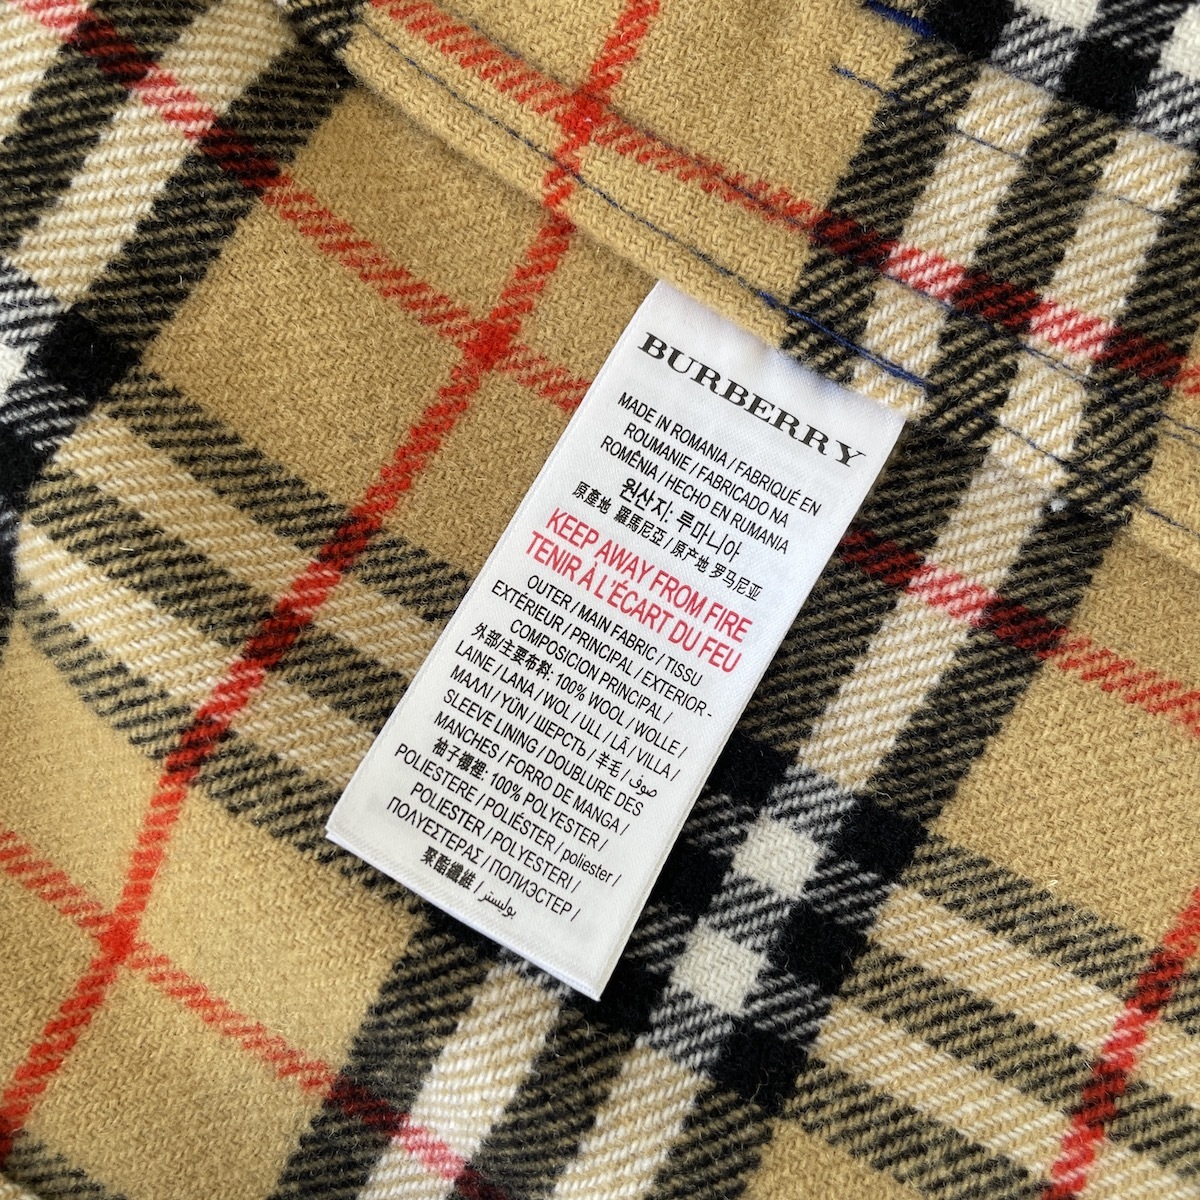 BURBERRY
MADE IN ROMANIA / FABRIQUÉ EN
ROUMANIE / FABRICADO NA
ROMÊNIA / HECHO EN RUMANIA
원산지: 루마니아
原產地 羅馬尼亞 / 原产地 罗马尼亚
KEEP AWAY FROM FIRE
TENIR À L'ÉCART DU FEU
OUTER / MAIN FABRIC / TISSU
EXTÉRIEUR / PRINCIPAL / EXTERIOR -
COMPOSICION PRINCIPAL /
外部/主要布料: 100% WOOL / WOLLE /
LAINE / LANA / WOL / ULL / LÃ / VILLA /
ΜΑΛΛΙ / YÜN / ШЕРСТЬ / 羊毛 / صوف
SLEEVE LINING / DOUBLURE DES
MANCHES / FORRO DE MANGA /
袖子襯裡: 100% POLYESTER /
POLIESTERE / POLIÉSTER / poliester /
POLIESTER / POLYESTERI /
ΠΟΛΥΕΣΤΕΡΑΣ / ПОЛИЭСТЕР /
聚酯纖維 / بوليستر